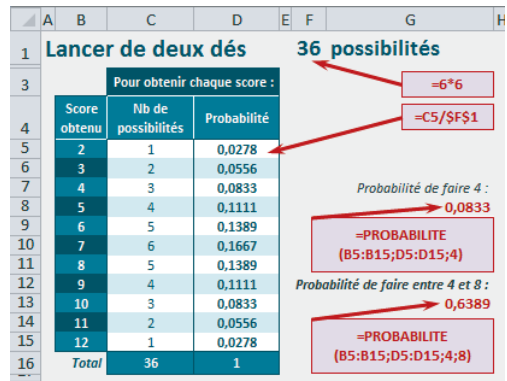 A B C D E F G H
1 Lancer de deux dés 36 possibilités
3 Pour obtenir chaque score : =6*6
4 Score obtenu Nb de possibilités Probabilité =C5/$F$1
5 2 1 0,0278
6 3 2 0,0556
7 4 3 0,0833 Probabilité de faire 4 :
8 5 4 0,1111 0,0833
9 6 5 0,1389 =PROBABILITE
10 7 6 0,1667 (B5:B15;D5:D15;4)
11 8 5 0,1389
12 9 4 0,1111 Probabilité de faire entre 4 et 8 :
13 10 3 0,0833 0,6389
14 11 2 0,0556 =PROBABILITE
15 12 1 0,0278 (B5:B15;D5:D15;4;8)
16 Total 36 1